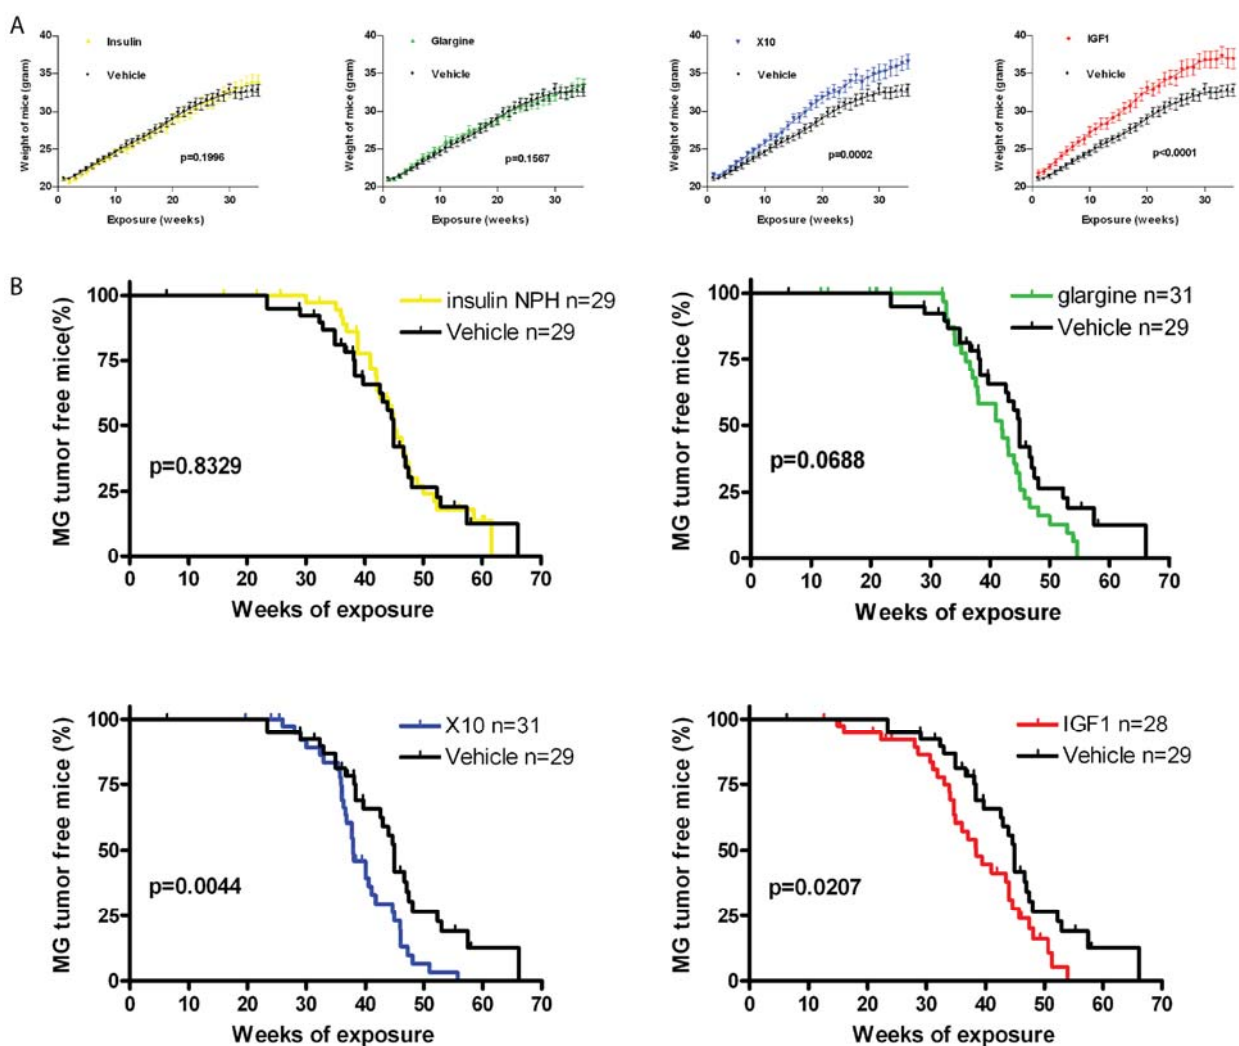 A
Insulin
Vehicle
Weight of mice (gram)
40
35
30
25
20
p=0.1996
0 10 20 30
Exposure (weeks)
Glargine
Vehicle
Weight of mice (gram)
40
35
30
25
20
p=0.1567
0 10 20 30
Exposure (weeks)
X10
Vehicle
Weight of mice (gram)
40
35
30
25
20
p=0.0002
0 10 20 30
Exposure (weeks)
IGF1
Vehicle
Weight of mice (gram)
40
35
30
25
20
p<0.0001
0 10 20 30
Exposure (weeks)
B
insulin NPH n=29
Vehicle n=29
MG tumor free mice(%)
100
75
50
25
0
p=0.8329
0 10 20 30 40 50 60 70
Weeks of exposure
glargine n=31
Vehicle n=29
MG tumor free mice (%)
100
75
50
25
0
p=0.0688
0 10 20 30 40 50 60 70
Weeks of exposure
X10 n=31
Vehicle n=29
MG tumor free mice (%)
100
75
50
25
0
p=0.0044
0 10 20 30 40 50 60 70
Weeks of exposure
IGF1 n=28
Vehicle n=29
MG tumor free mice (%)
100
75
50
25
0
p=0.0207
0 10 20 30 40 50 60 70
Weeks of exposure